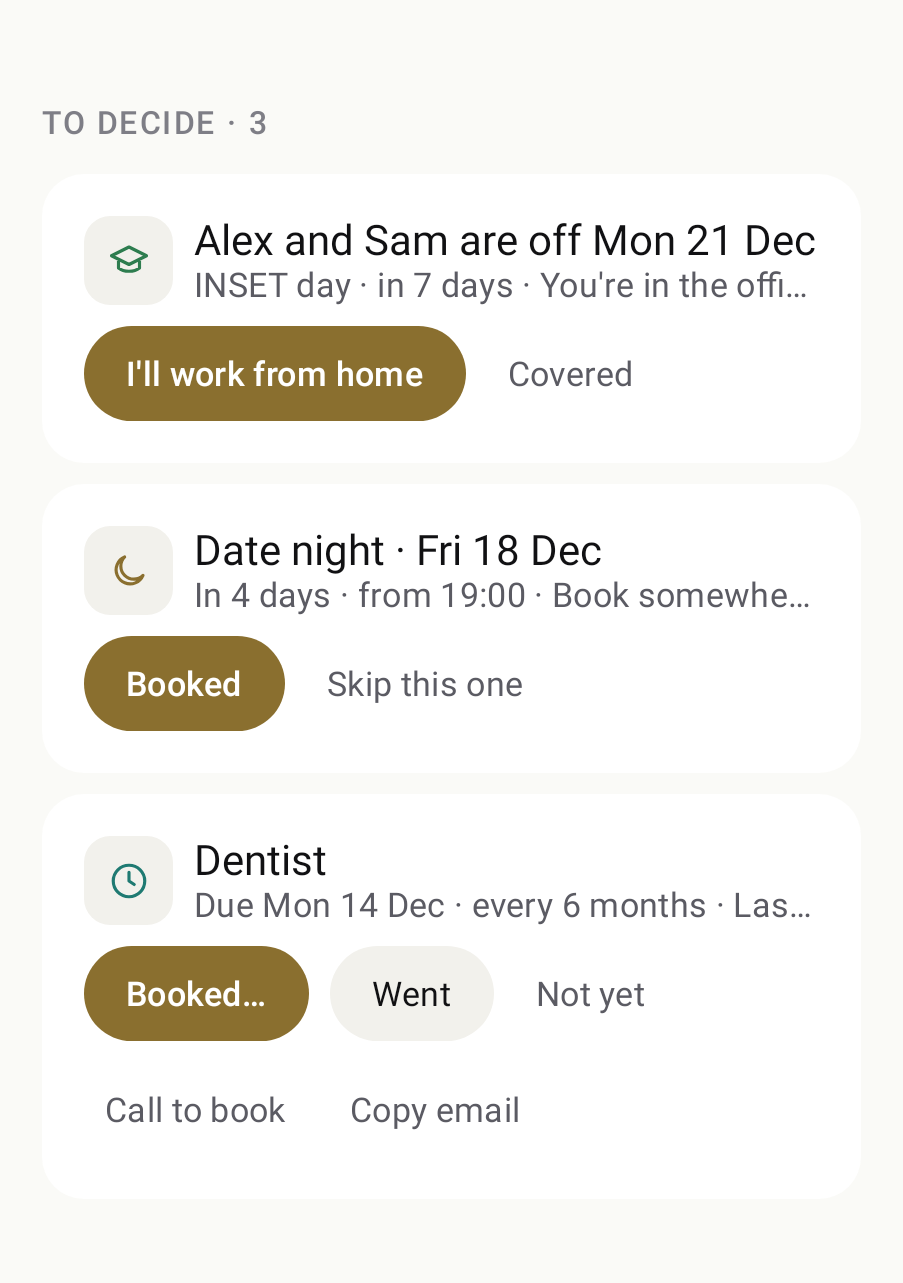 TO DECIDE · 3
Alex and Sam are off Mon 21 Dec
INSET day · in 7 days · You're in the offi…
I'll work from home
Covered
Date night · Fri 18 Dec
In 4 days · from 19:00 · Book somewhe…
Booked
Skip this one
Dentist
Due Mon 14 Dec · every 6 months · Las…
Booked…
Went
Not yet
Call to book
Copy email